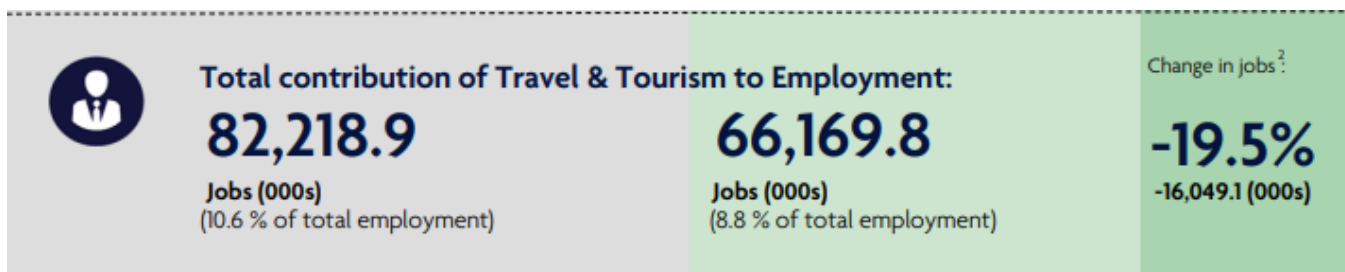 Total contribution of Travel & Tourism to Employment:
82,218.9
Jobs (000s)
(10.6 % of total employment)
66,169.8
Jobs (000s)
(8.8 % of total employment)
Change in jobs²:
-19.5%
-16,049.1 (000s)